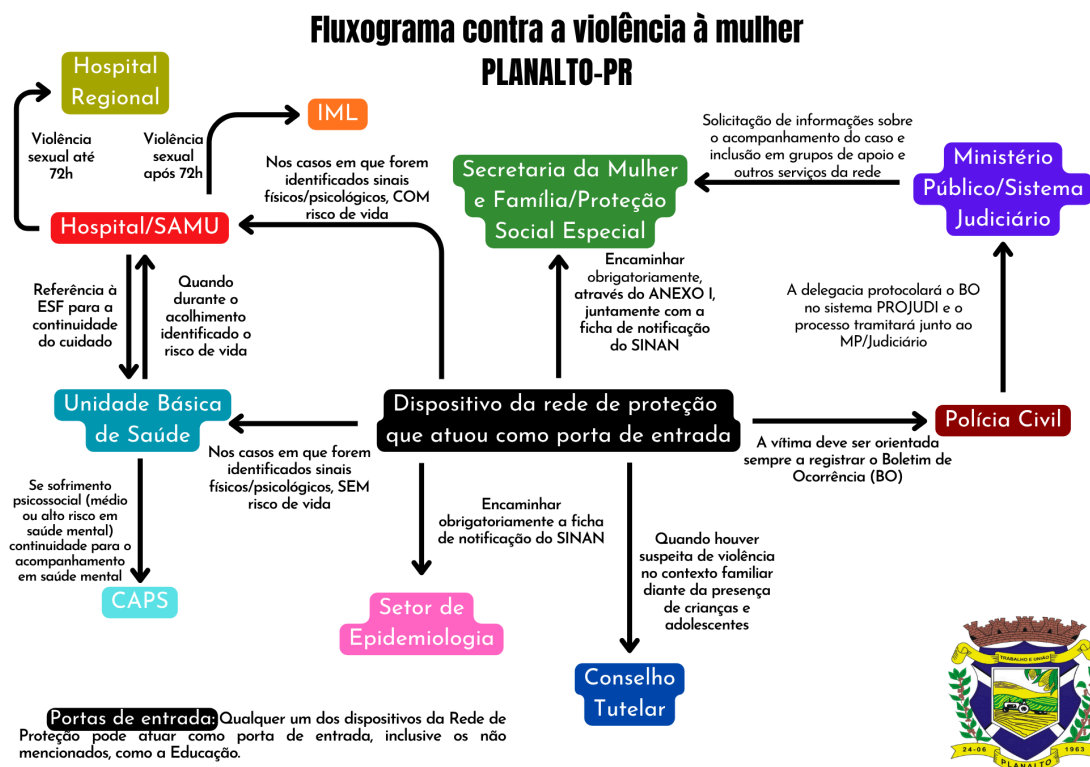 Fluxograma contra a violência à mulher
PLANALTO-PR
Hospital
Regional
IML
Violência
sexual até
72h
Violência
sexual
após 72h
Nos casos em que forem
identificados sinais
físicos/psicológicos, COM
risco de vida
Secretaria da Mulher
e Família/Proteção
Social Especial
Solicitação de informações sobre
o acompanhamento do caso e
inclusão em grupos de apoio e
outros serviços da rede
Ministério
Público/Sistema
Judiciário
Hospital/SAMU
Referência à
ESF para a
continuidade
do cuidado
Quando
durante o
acolhimento
identificado o
risco de vida
Encaminhar
obrigatoriamente,
através do ANEXO I,
juntamente com a
ficha de notificação
do SINAN
A delegacia protocolará o BO
no sistema PROJUDI e o
processo tramitará junto ao
MP/Judiciário
Unidade Básica
de Saúde
Dispositivo da rede de proteção
que atuou como porta de entrada
Polícia Civil
Nos casos em que forem
identificados sinais
físicos/psicológicos, SEM
risco de vida
A vítima deve ser orientada
sempre a registrar o Boletim de
Ocorrência (BO)
Se sofrimento
psicossocial (médio
ou alto risco em
saúde mental)
continuidade para o
acompanhamento
em saúde mental
Encaminhar
obrigatoriamente a ficha
de notificação do SINAN
Quando houver
suspeita de violência
no contexto familiar
diante da presença
de crianças e
adolescentes
CAPS
Setor de
Epidemiologia
Conselho
Tutelar
Portas de entrada: Qualquer um dos dispositivos da Rede de
Proteção pode atuar como porta de entrada, inclusive os não
mencionados, como a Educação.
TRABALHO E UNIÃO
24-06
PLANALTO
1963